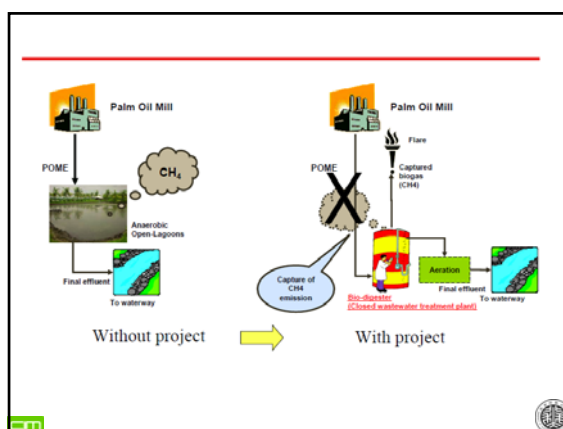 Palm Oil Mill
POME
CH4
Anaerobic
Open-Lagoons
Final effluent
To waterway
Without project
Palm Oil Mill
Flare
POME
Captured
biogas
(CH4)
X
Capture of
CH4
emission
Aeration
Final effluent
To waterway
Bio-digester
(Closed wastewater treatment plant)
With project